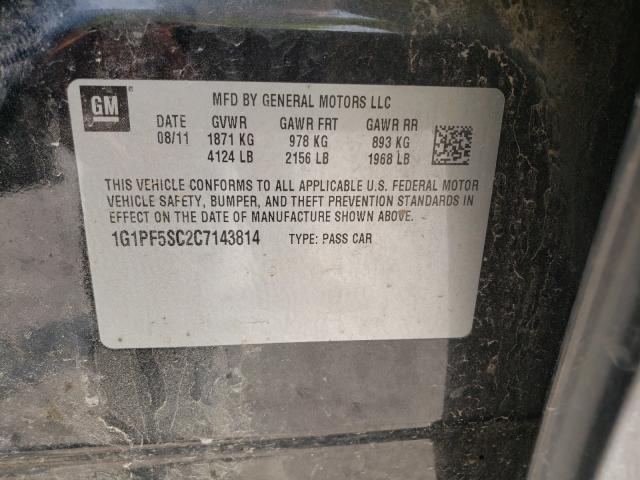 GM
MFD BY GENERAL MOTORS LLC
DATE GVWR GAWR FRT GAWR RR
08/11 1871 KG 978 KG 893 KG
4124 LB 2156 LB 1968 LB
THIS VEHICLE CONFORMS TO ALL APPLICABLE U.S. FEDERAL MOTOR
VEHICLE SAFETY, BUMPER, AND THEFT PREVENTION STANDARDS IN
EFFECT ON THE DATE OF MANUFACTURE SHOWN ABOVE.
1G1PF5SC2C7143814 TYPE: PASS CAR